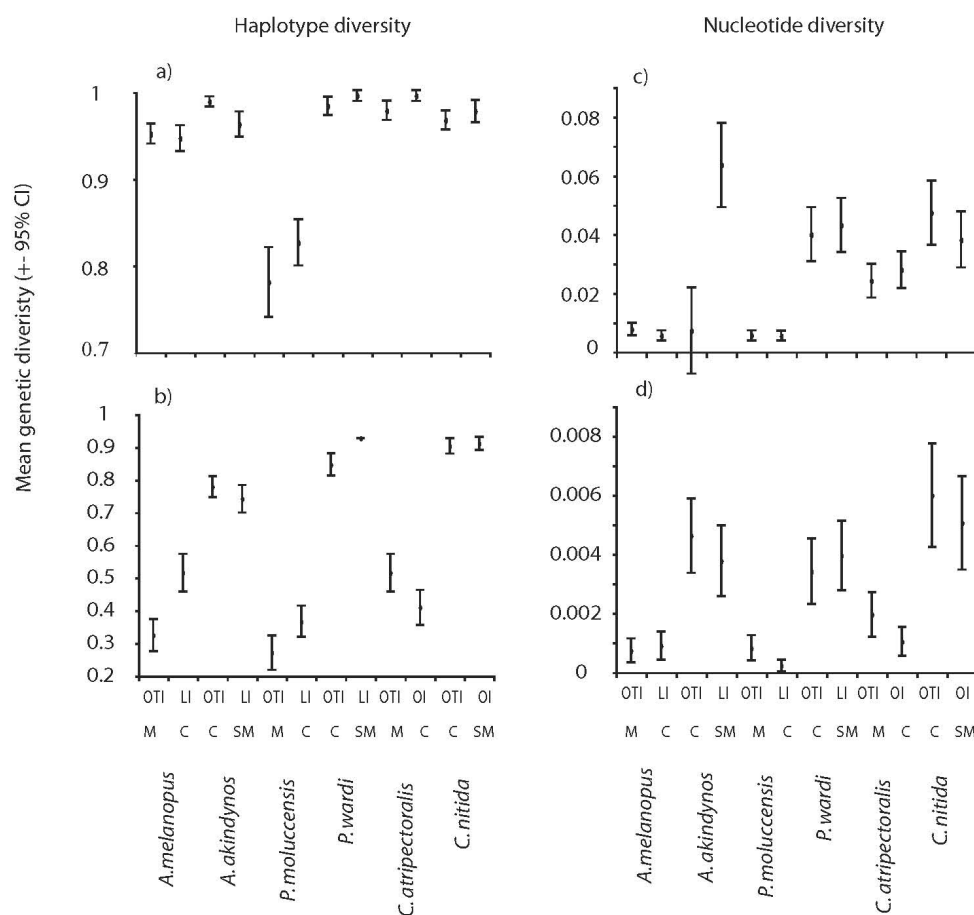 Haplotype diversity
Nucleotide diversity
Mean genetic diveristy (+- 95% CI)
a)
1
0.9
0.8
0.7
b)
1
0.9
0.8
0.7
0.6
0.5
0.4
0.3
0.2
OTI LI OTI LI OTI LI OTI LI OTI OI OTI OI
M C C SM M C C SM M C C SM
A.melanopus
A.akindynos
P.moluccensis
P.wardi
C.atripectoralis
C.nitida
c)
0.08
0.06
0.04
0.02
0
d)
0.008
0.006
0.004
0.002
0
OTI LI OTI LI OTI LI OTI LI OTI OI OTI OI
M C C SM M C C SM M C C SM
A.melanopus
A.akindynos
P.moluccensis
P.wardi
C.atripectoralis
C.nitida